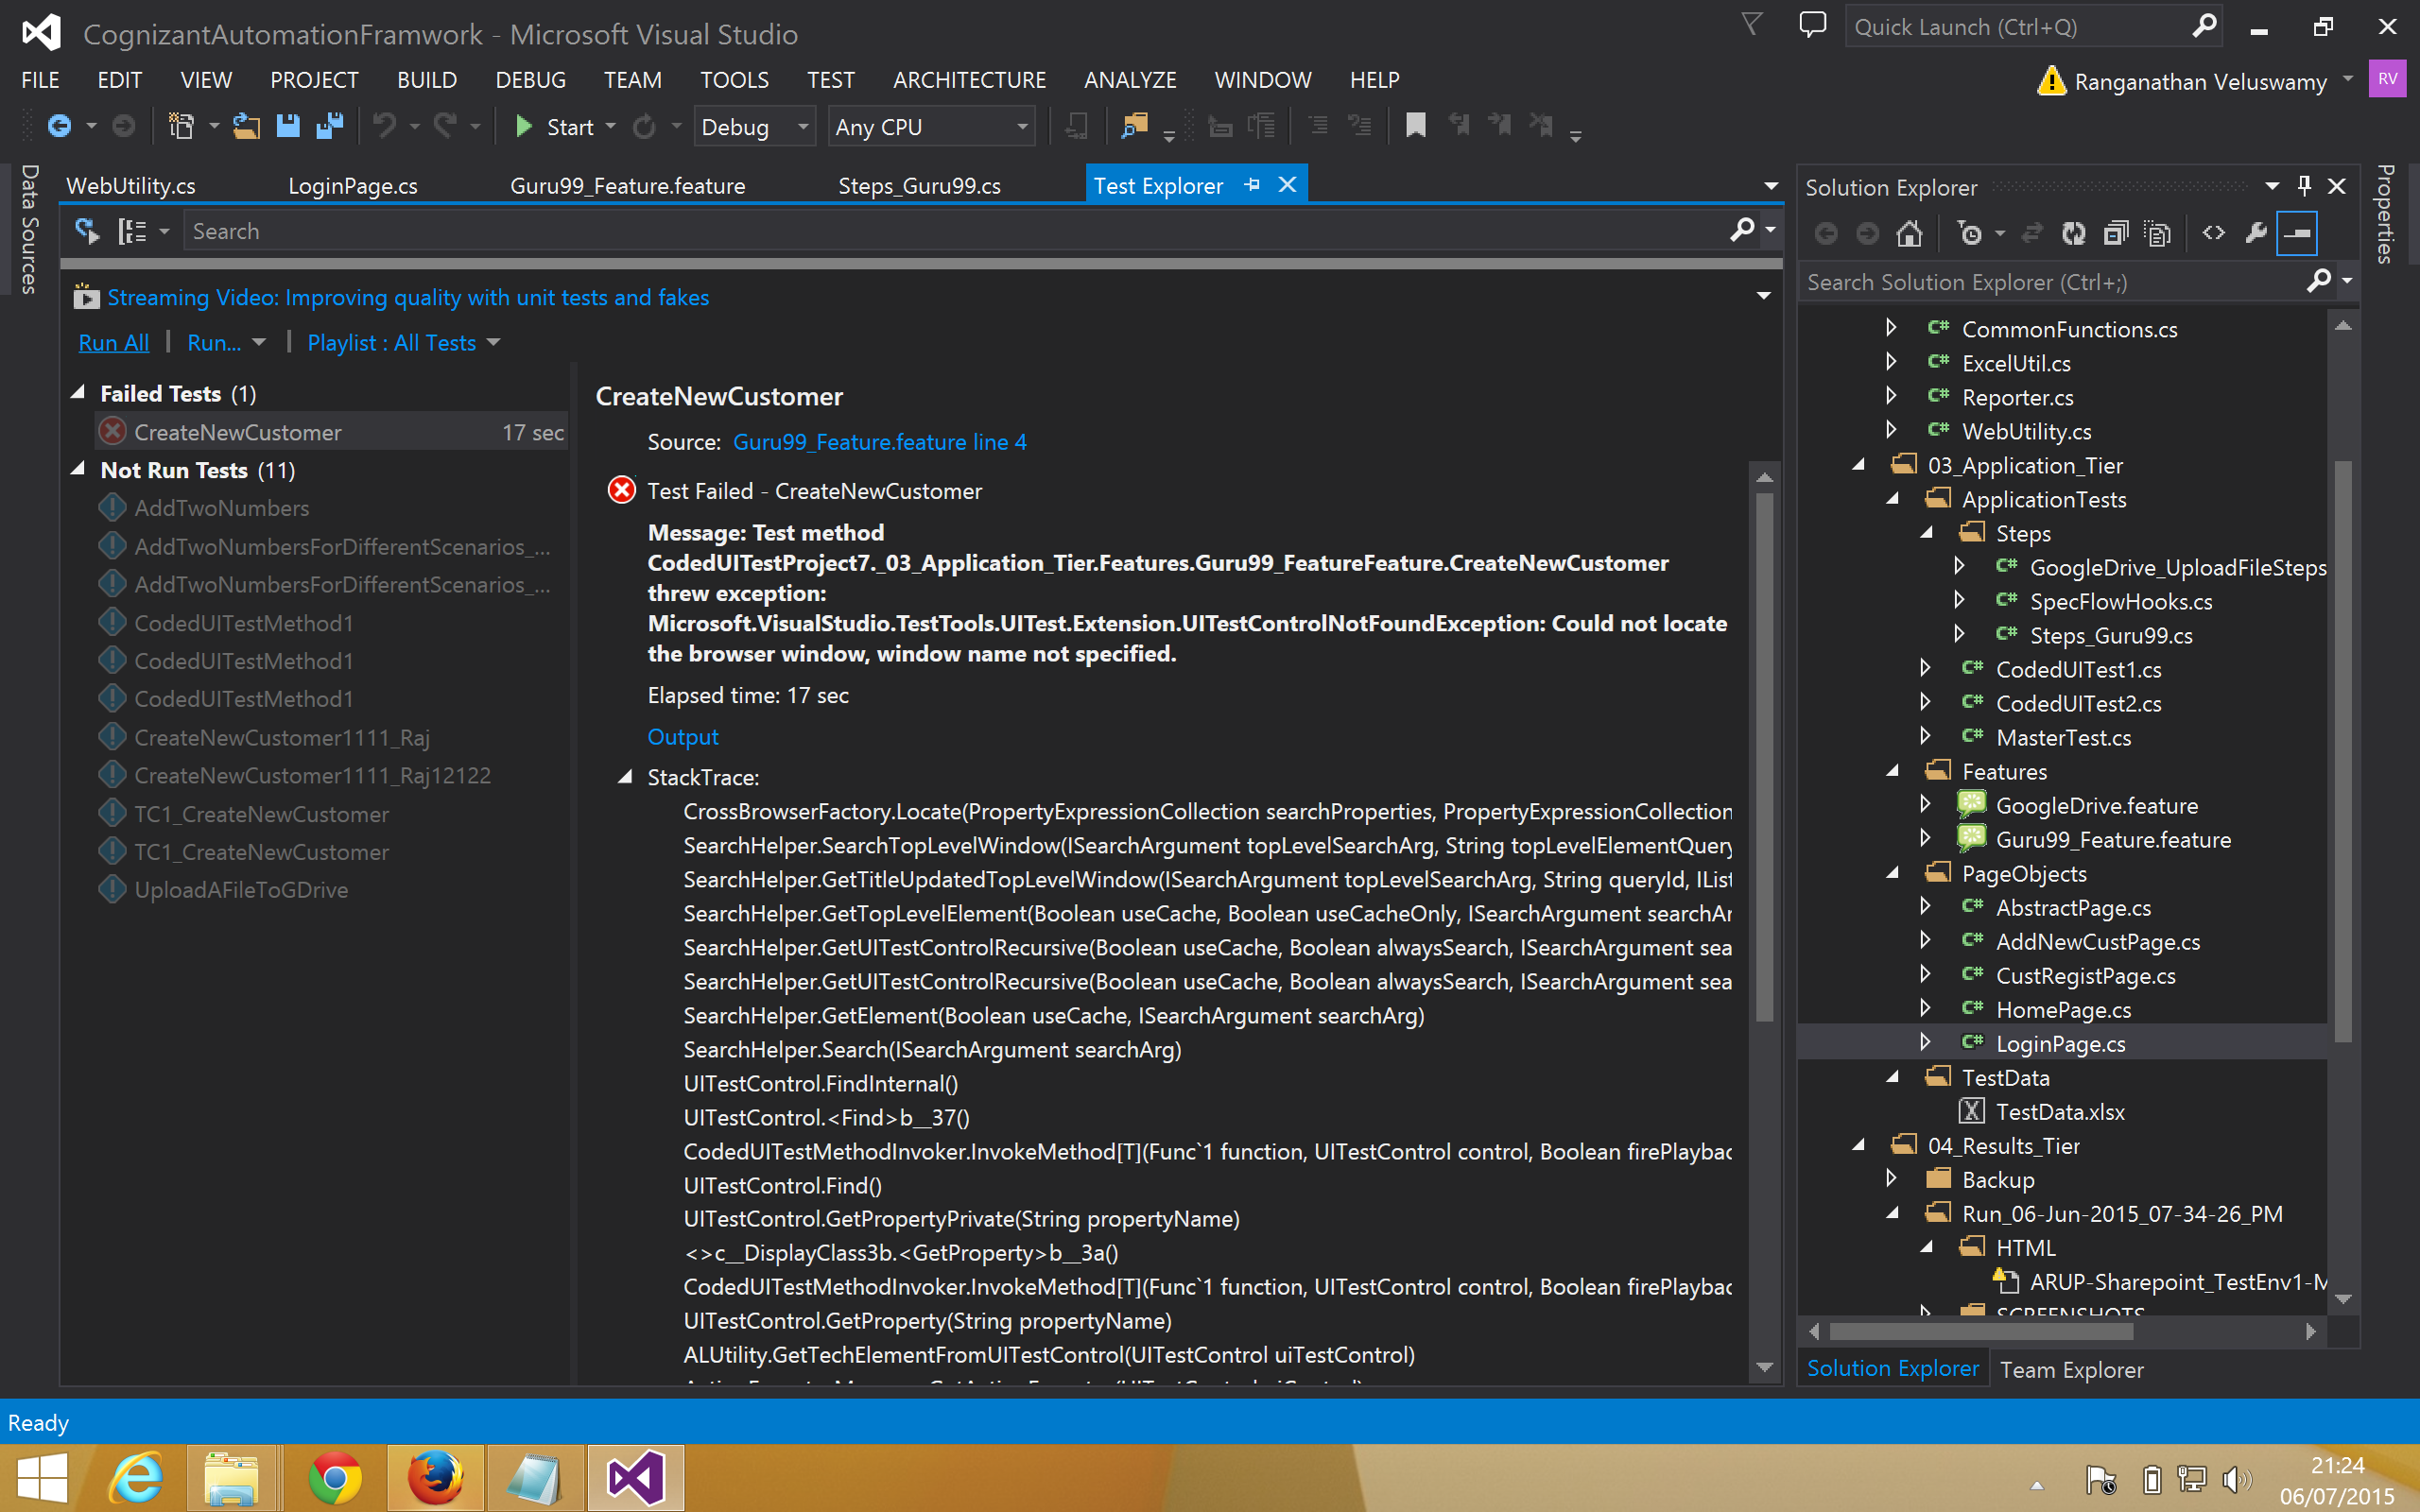 CognizantAutomationFramwork - Microsoft Visual Studio
Quick Launch (Ctrl+Q)
FILE EDIT VIEW PROJECT BUILD DEBUG TEAM TOOLS TEST ARCHITECTURE ANALYZE WINDOW HELP
Ranganathan Veluswamy
RV
Start Debug Any CPU
Data Sources
WebUtility.cs LoginPage.cs Guru99_Feature.feature Steps_Guru99.cs Test Explorer
Search
Streaming Video: Improving quality with unit tests and fakes
Run All | Run... | Playlist : All Tests
Failed Tests (1)
CreateNewCustomer 17 sec
Not Run Tests (11)
AddTwoNumbers
AddTwoNumbersForDifferentScenarios_...
AddTwoNumbersForDifferentScenarios_...
CodedUITestMethod1
CodedUITestMethod1
CodedUITestMethod1
CreateNewCustomer1111_Raj
CreateNewCustomer1111_Raj12122
TC1_CreateNewCustomer
TC1_CreateNewCustomer
UploadAFileToGDrive
CreateNewCustomer
Source: Guru99_Feature.feature line 4
Test Failed - CreateNewCustomer
Message: Test method
CodedUITestProject7._03_Application_Tier.Features.Guru99_FeatureFeature.CreateNewCustomer
threw exception:
Microsoft.VisualStudio.TestTools.UITest.Extension.UITestControlNotFoundException: Could not locate
the browser window, window name not specified.
Elapsed time: 17 sec
Output
StackTrace:
CrossBrowserFactory.Locate(PropertyExpressionCollection searchProperties, PropertyExpressionCollection
SearchHelper.SearchTopLevelWindow(ISearchArgument topLevelSearchArg, String topLevelElementQuery
SearchHelper.GetTitleUpdatedTopLevelWindow(ISearchArgument topLevelSearchArg, String queryId, IList
SearchHelper.GetTopLevelElement(Boolean useCache, Boolean useCacheOnly, ISearchArgument searchAr
SearchHelper.GetUITestControlRecursive(Boolean useCache, Boolean alwaysSearch, ISearchArgument sea
SearchHelper.GetUITestControlRecursive(Boolean useCache, Boolean alwaysSearch, ISearchArgument sea
SearchHelper.GetElement(Boolean useCache, ISearchArgument searchArg)
SearchHelper.Search(ISearchArgument searchArg)
UITestControl.FindInternal()
UITestControl.<Find>b__37()
CodedUITestMethodInvoker.InvokeMethod[T](Func`1 function, UITestControl control, Boolean firePlaybac
UITestControl.Find()
UITestControl.GetPropertyPrivate(String propertyName)
<>c__DisplayClass3b.<GetProperty>b__3a()
CodedUITestMethodInvoker.InvokeMethod[T](Func`1 function, UITestControl control, Boolean firePlaybac
UITestControl.GetProperty(String propertyName)
ALUtility.GetTechElementFromUITestControl(UITestControl uiTestControl)
Solution Explorer
Search Solution Explorer (Ctrl+;)
CommonFunctions.cs
ExcelUtil.cs
Reporter.cs
WebUtility.cs
03_Application_Tier
ApplicationTests
Steps
GoogleDrive_UploadFileSteps
SpecFlowHooks.cs
Steps_Guru99.cs
CodedUITest1.cs
CodedUITest2.cs
MasterTest.cs
Features
GoogleDrive.feature
Guru99_Feature.feature
PageObjects
AbstractPage.cs
AddNewCustPage.cs
CustRegistPage.cs
HomePage.cs
LoginPage.cs
TestData
TestData.xlsx
04_Results_Tier
Backup
Run_06-Jun-2015_07-34-26_PM
HTML
ARUP-Sharepoint_TestEnv1-M
SCREENSHOTS
Solution Explorer Team Explorer
Properties
Ready
21:24
06/07/2015